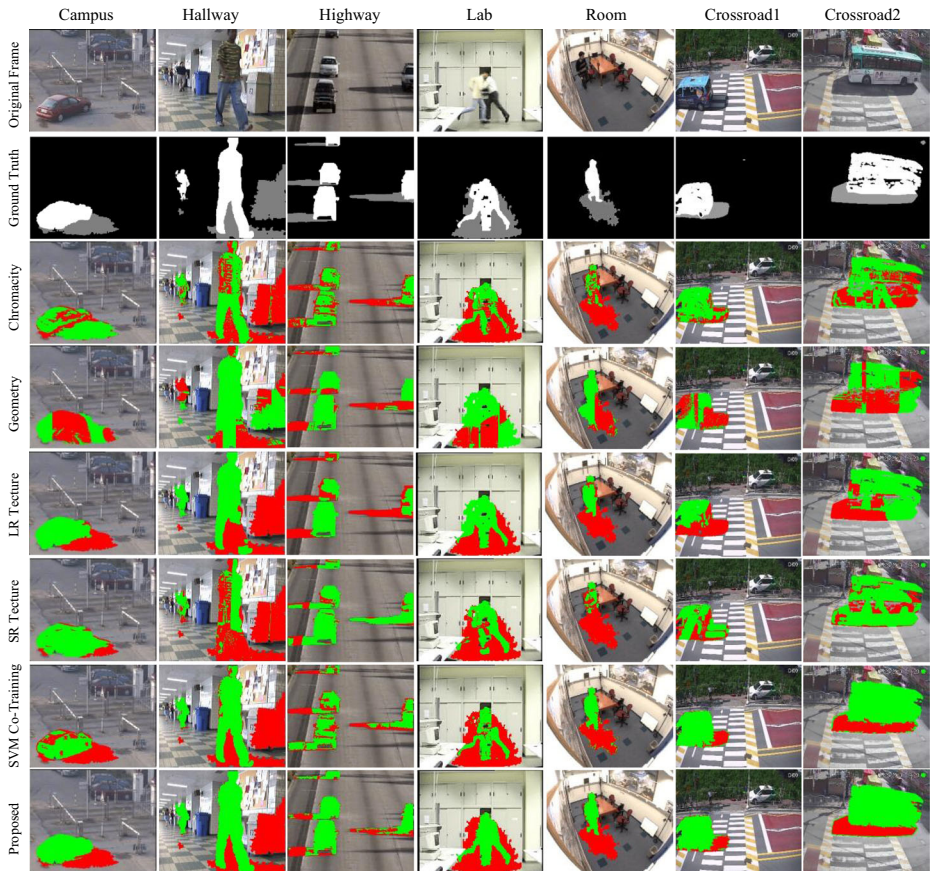 Campus Hallway Highway Lab Room Crossroad1 Crossroad2
Original Frame
Ground Truth
Chromacity
Geometry
LR Tecture
SR Tecture
SVM Co-Training
Proposed